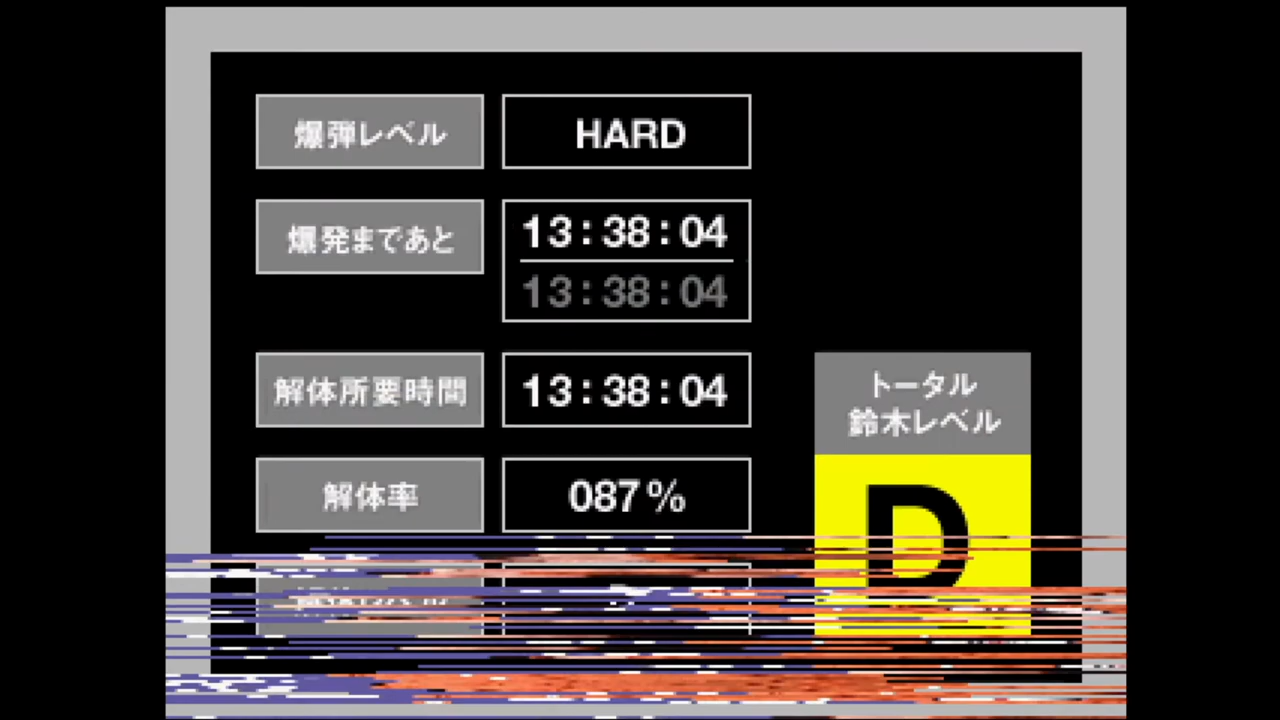 爆弾レベル
HARD
爆発まであと
13:38:04
13:38:04
解体所要時間
13:38:04
解体率
087%
トータル
鈴木レベル
D